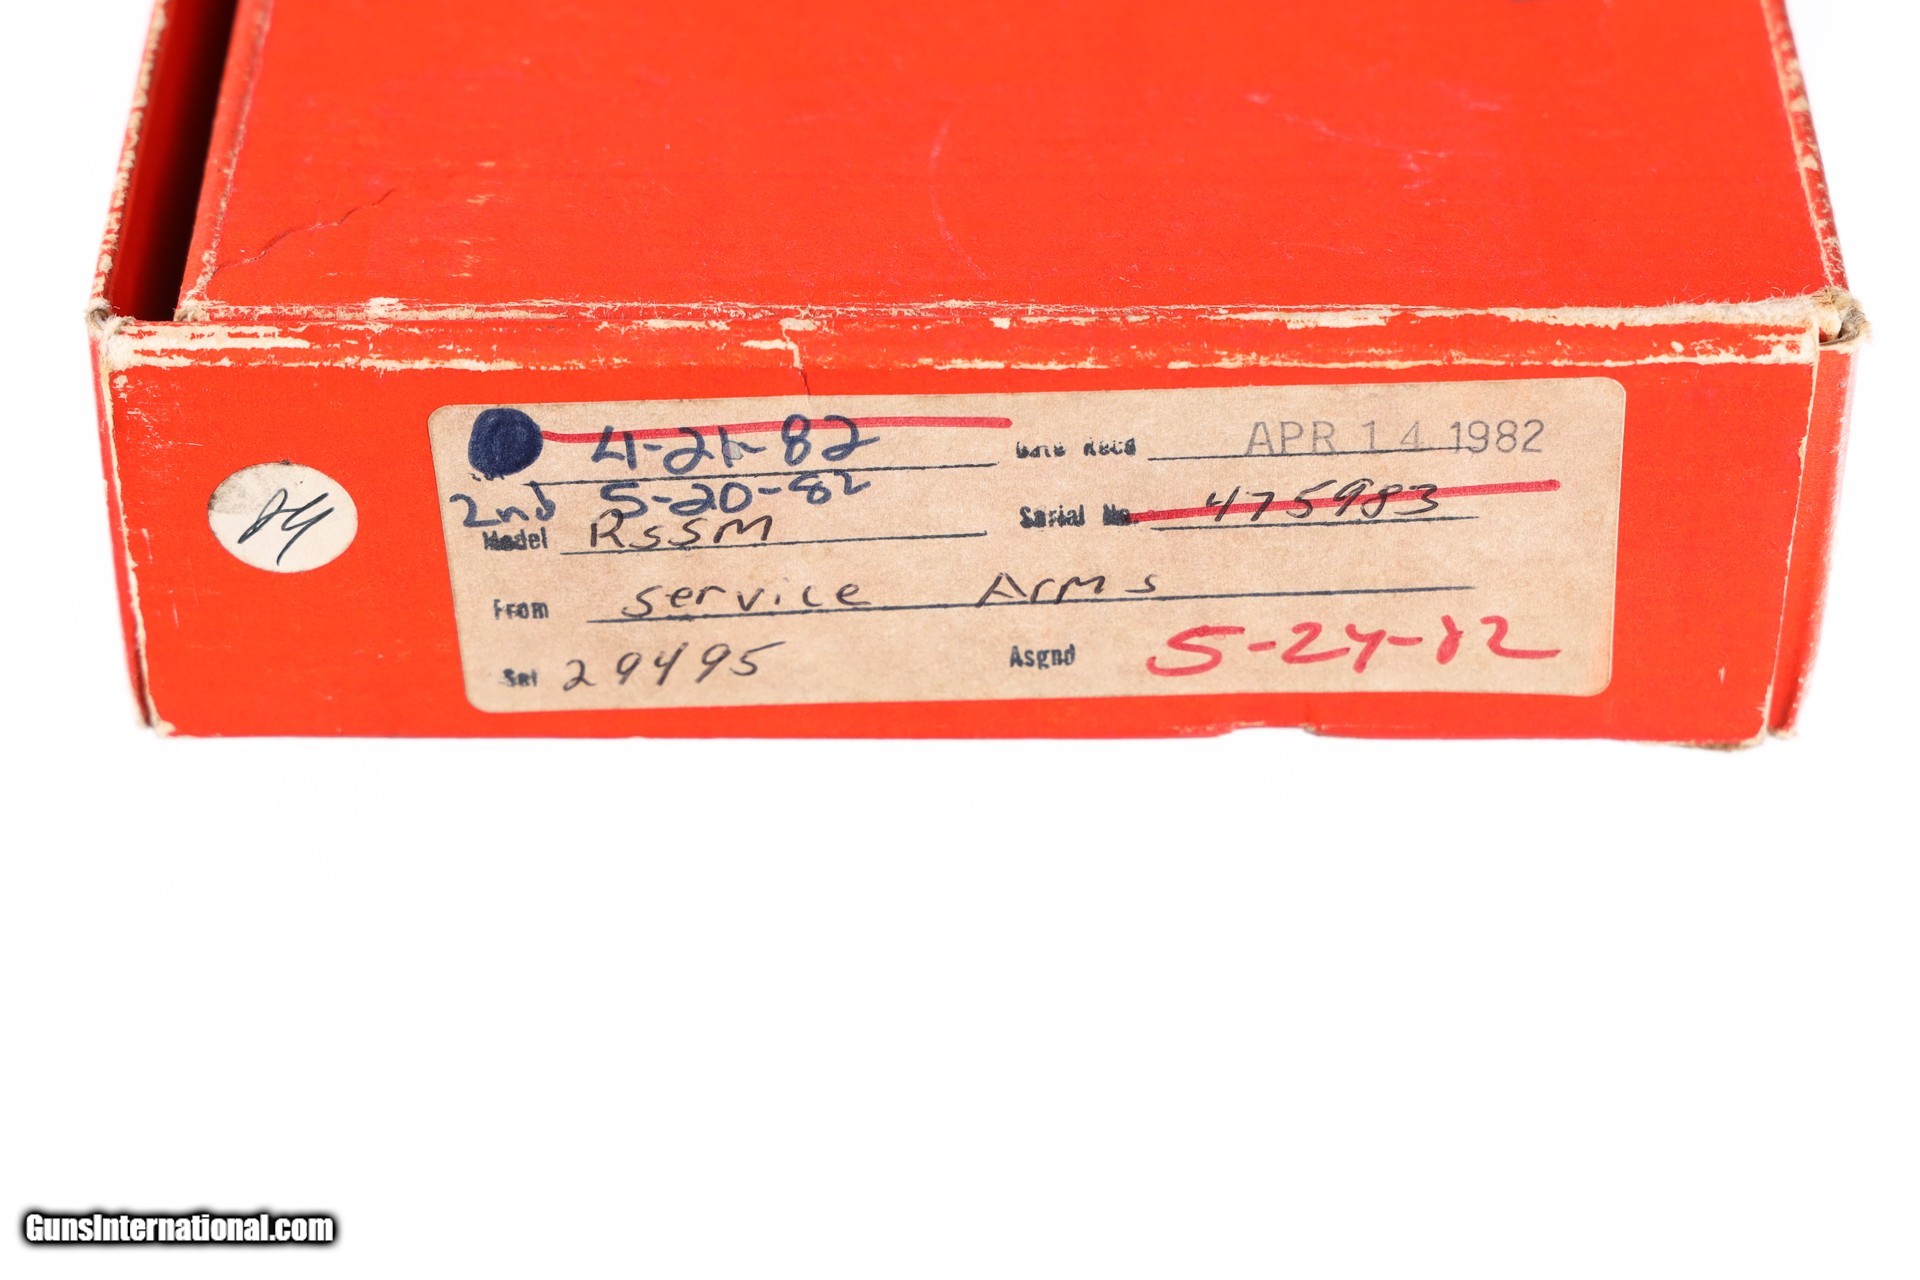 4-21-82 Date Recd APR 14 1982
2nd 5-20-82
Model RSSM Serial No. 475983
From Service Arms
29495 Asgnd 5-24-82
GunsInternational.com